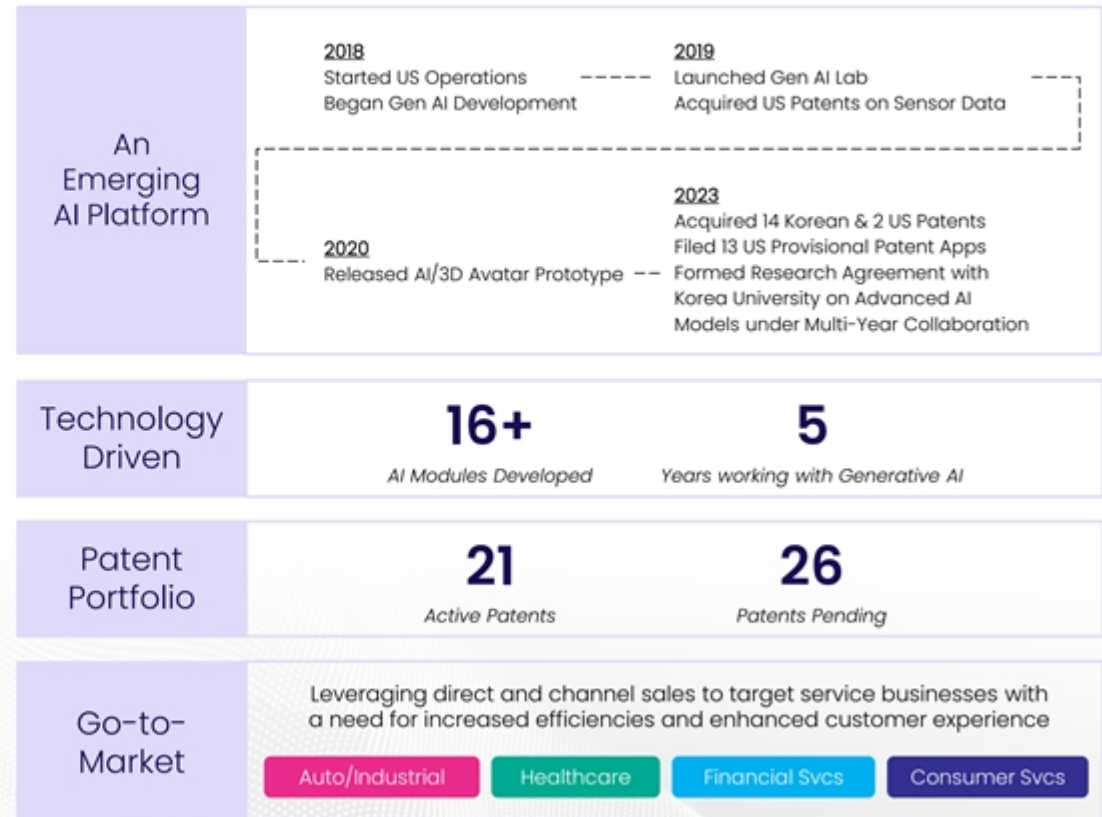 An
Emerging
AI Platform
2018
Started US Operations
Began Gen AI Development
2019
Launched Gen AI Lab
Acquired US Patents on Sensor Data
2020
Released AI/3D Avatar Prototype
2023
Acquired 14 Korean & 2 US Patents
Filed 13 US Provisional Patent Apps
Formed Research Agreement with
Korea University on Advanced AI
Models under Multi-Year Collaboration
Technology
Driven
16+
AI Modules Developed
5
Years working with Generative AI
Patent
Portfolio
21
Active Patents
26
Patents Pending
Go-to-
Market
Leveraging direct and channel sales to target service businesses with
a need for increased efficiencies and enhanced customer experience
Auto/Industrial
Healthcare
Financial Svcs
Consumer Svcs